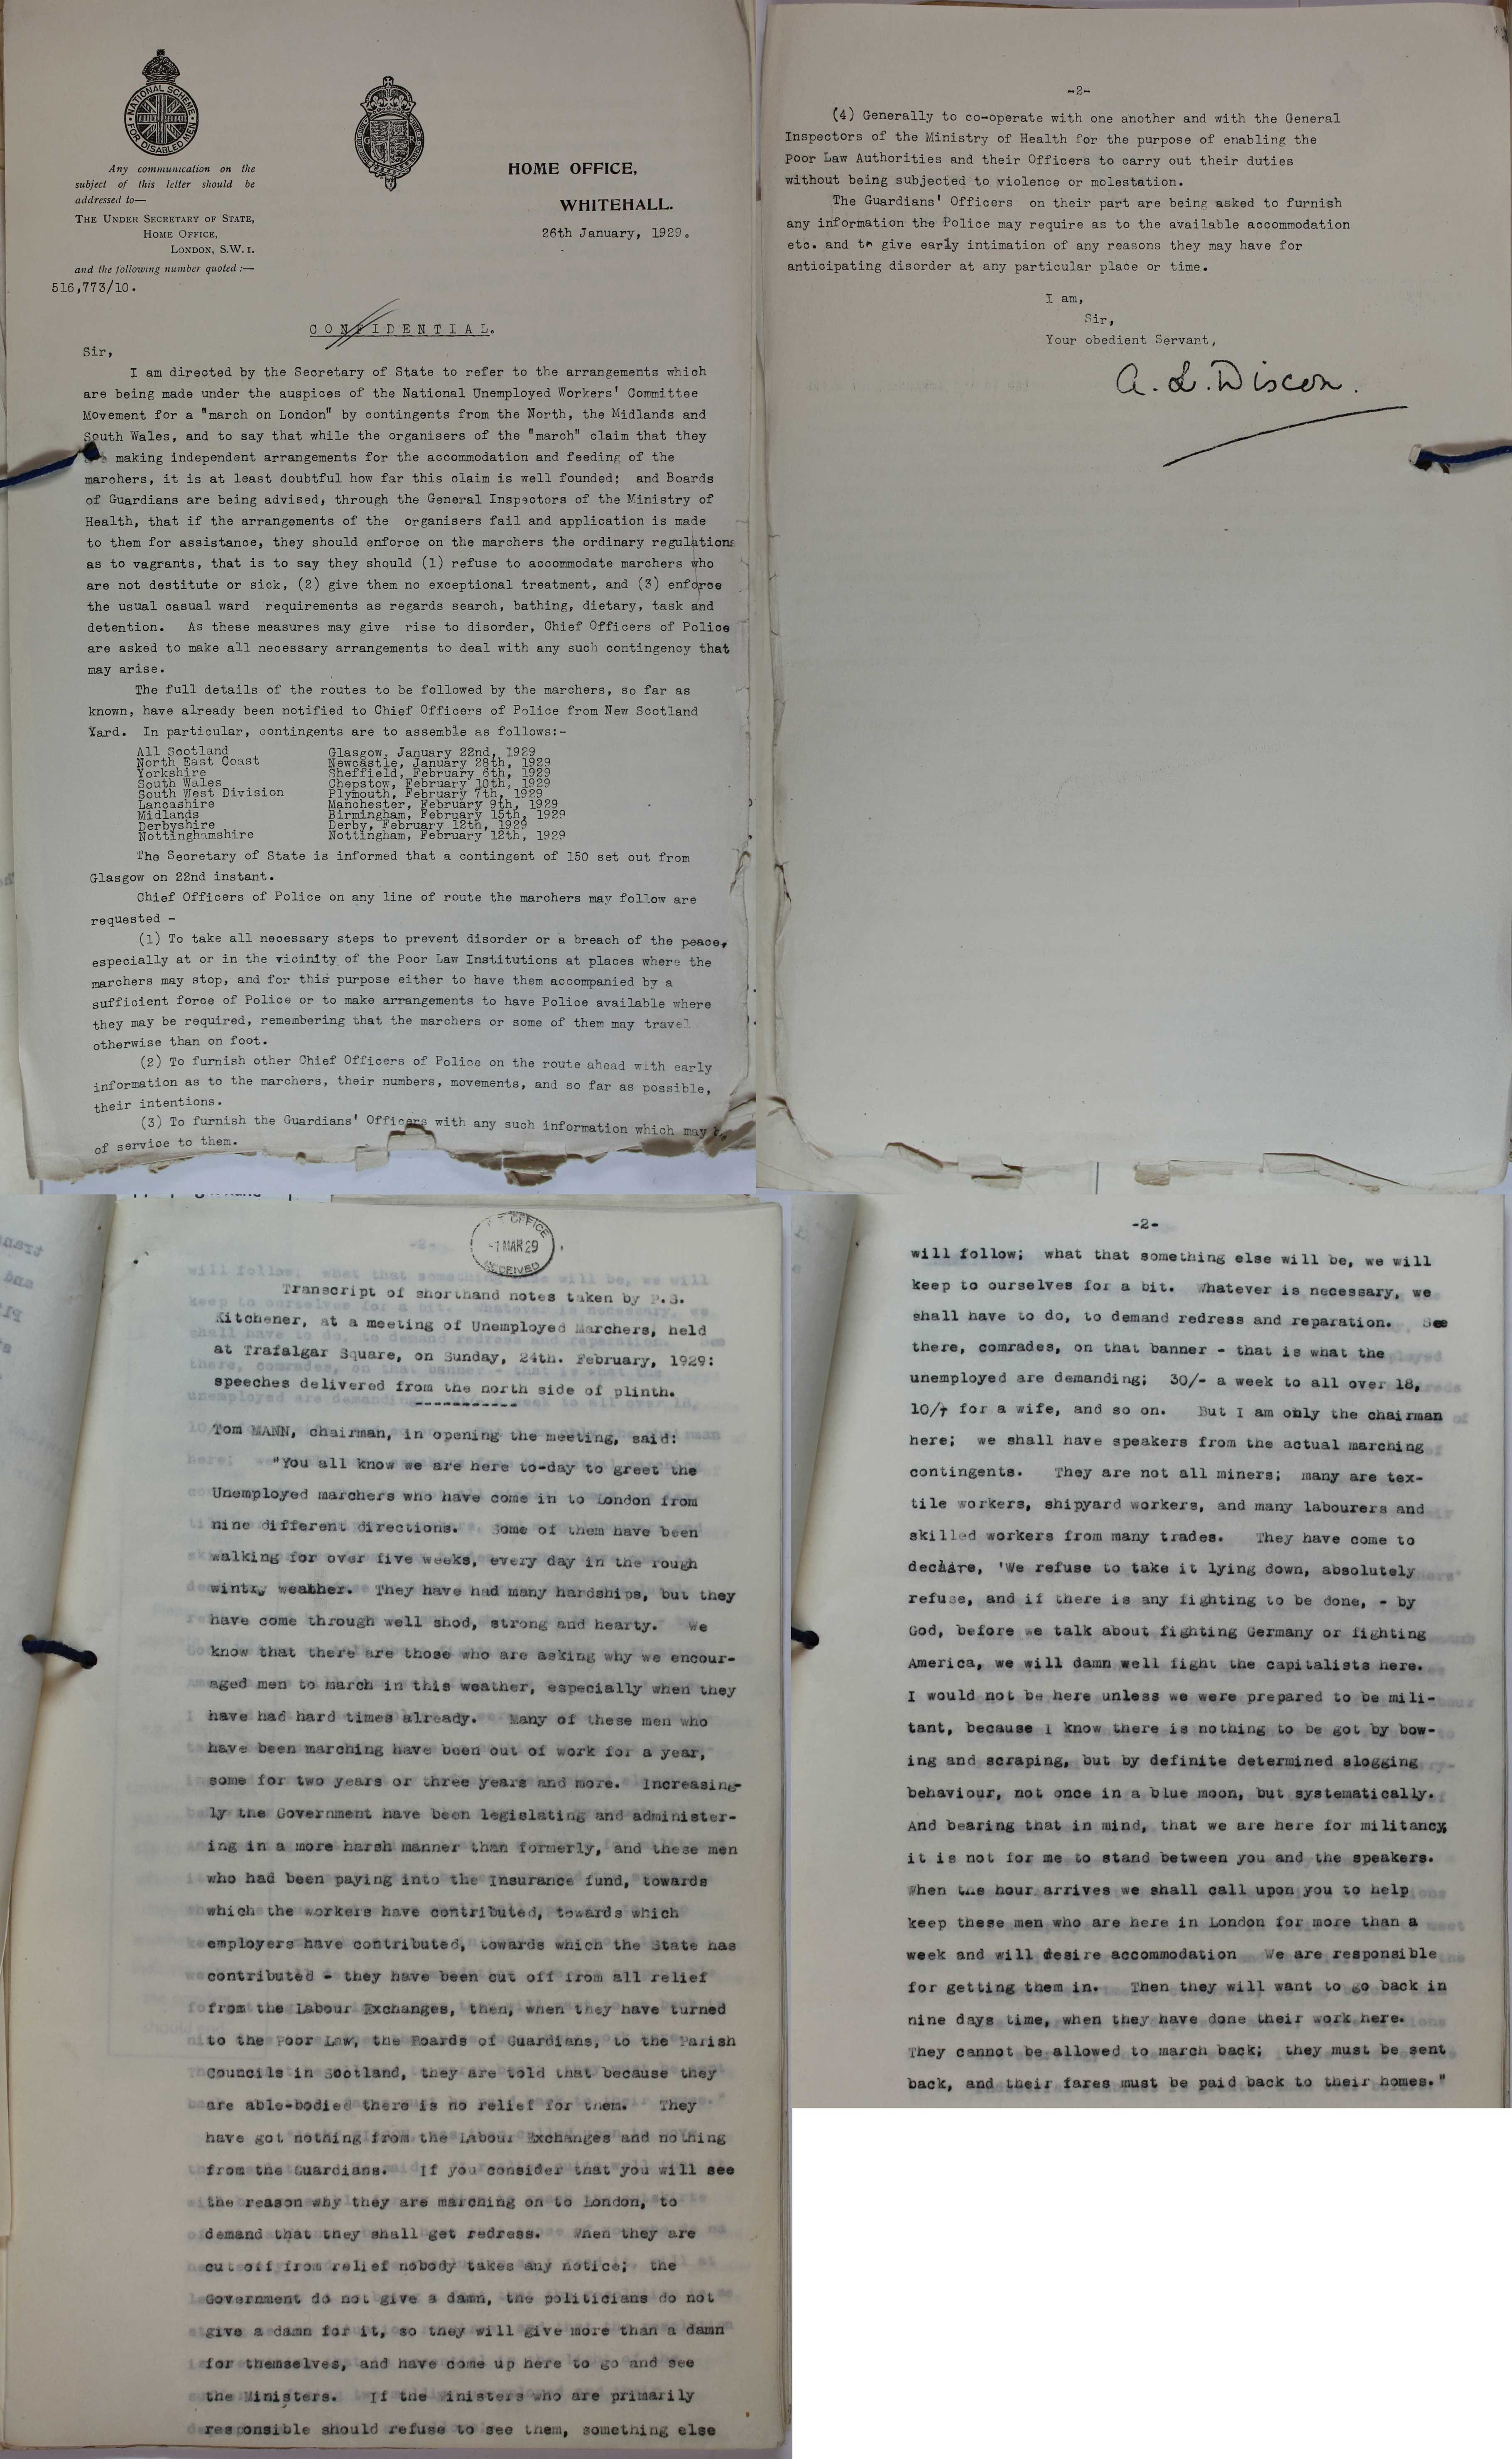 NATIONAL SCHEME
FOR DISABLED MEN
Any communication on the
subject of this letter should be
addressed to—
THE UNDER SECRETARY OF STATE,
HOME OFFICE,
LONDON, S.W.1.
and the following number quoted :—
516,773/10.
HOME OFFICE,
WHITEHALL.
26th January, 1929.
CONFIDENTIAL.
Sir,
I am directed by the Secretary of State to refer to the arrangements which
are being made under the auspices of the National Unemployed Workers' Committee
Movement for a "march on London" by contingents from the North, the Midlands and
South Wales, and to say that while the organisers of the "march" claim that they
making independent arrangements for the accommodation and feeding of the
marchers, it is at least doubtful how far this claim is well founded; and Boards
of Guardians are being advised, through the General Inspectors of the Ministry of
Health, that if the arrangements of the organisers fail and application is made
to them for assistance, they should enforce on the marchers the ordinary regulations
as to vagrants, that is to say they should (1) refuse to accommodate marchers who
are not destitute or sick, (2) give them no exceptional treatment, and (3) enforce
the usual casual ward requirements as regards search, bathing, dietary, task and
detention. As these measures may give rise to disorder, Chief Officers of Police
are asked to make all necessary arrangements to deal with any such contingency that
may arise.
The full details of the routes to be followed by the marchers, so far as
known, have already been notified to Chief Officers of Police from New Scotland
Yard. In particular, contingents are to assemble as follows:-
All Scotland Glasgow, January 22nd, 1929
North East Coast Newcastle, January 28th, 1929
Yorkshire Sheffield, February 6th, 1929
South Wales Chepstow, February 10th, 1929
South West Division Plymouth, February 7th, 1929
Lancashire Manchester, February 9th, 1929
Midlands Birmingham, February 15th, 1929
Derbyshire Derby, February 12th, 1929
Nottinghamshire Nottingham, February 12th, 1929
The Secretary of State is informed that a contingent of 150 set out from
Glasgow on 22nd instant.
Chief Officers of Police on any line of route the marchers may follow are
requested -
(1) To take all necessary steps to prevent disorder or a breach of the peace,
especially at or in the vicinity of the Poor Law Institutions at places where the
marchers may stop, and for this purpose either to have them accompanied by a
sufficient force of Police or to make arrangements to have Police available where
they may be required, remembering that the marchers or some of them may travel
otherwise than on foot.
(2) To furnish other Chief Officers of Police on the route ahead with early
information as to the marchers, their numbers, movements, and so far as possible,
their intentions.
(3) To furnish the Guardians' Officers with any such information which may
of service to them.
-2-
(4) Generally to co-operate with one another and with the General
Inspectors of the Ministry of Health for the purpose of enabling the
Poor Law Authorities and their Officers to carry out their duties
without being subjected to violence or molestation.
The Guardians' Officers on their part are being asked to furnish
any information the Police may require as to the available accommodation
etc. and to give early intimation of any reasons they may have for
anticipating disorder at any particular place or time.
I am,
Sir,
Your obedient Servant,
A. L. Dixon.
OFFICE
-1 MAR 29
RECEIVED
Transcript of shorthand notes taken by P.S.
Kitchener, at a meeting of Unemployed Marchers, held
at Trafalgar Square, on Sunday, 24th. February, 1929:
speeches delivered from the north side of plinth.
-----------
Tom MANN, chairman, in opening the meeting, said:
"You all know we are here to-day to greet the
Unemployed marchers who have come in to London from
nine different directions. Some of them have been
walking for over five weeks, every day in the rough
wintry weather. They have had many hardships, but they
have come through well shod, strong and hearty. We
know that there are those who are asking why we encour-
aged men to march in this weather, especially when they
have had hard times already. Many of these men who
have been marching have been out of work for a year,
some for two years or three years and more. Increasing-
ly the Government have been legislating and administer-
ing in a more harsh manner than formerly, and these men
who had been paying into the Insurance fund, towards
which the workers have contributed, towards which
employers have contributed, towards which the State has
contributed - they have been cut off from all relief
from the Labour Exchanges, then, when they have turned
to the Poor Law, the Boards of Guardians, to the Parish
Councils in Scotland, they are told that because they
are able-bodied there is no relief for them. They
have got nothing from the Labour Exchanges and nothing
from the Guardians. If you consider that you will see
the reason why they are marching on to London, to
demand that they shall get redress. When they are
cut off from relief nobody takes any notice; the
Government do not give a damn, the politicians do not
give a damn for it, so they will give more than a damn
for themselves, and have come up here to go and see
the Ministers. If the Ministers who are primarily
responsible should refuse to see them, something else
-2-
will follow; what that something else will be, we will
keep to ourselves for a bit. Whatever is necessary, we
shall have to do, to demand redress and reparation. See
there, comrades, on that banner - that is what the
unemployed are demanding; 30/- a week to all over 18,
10/- for a wife, and so on. But I am only the chairman
here; we shall have speakers from the actual marching
contingents. They are not all miners; many are tex-
tile workers, shipyard workers, and many labourers and
skilled workers from many trades. They have come to
declare, 'We refuse to take it lying down, absolutely
refuse, and if there is any fighting to be done, - by
God, before we talk about fighting Germany or fighting
America, we will damn well fight the capitalists here.
I would not be here unless we were prepared to be mili-
tant, because I know there is nothing to be got by bow-
ing and scraping, but by definite determined slogging
behaviour, not once in a blue moon, but systematically.
And bearing that in mind, that we are here for militancy,
it is not for me to stand between you and the speakers.
When the hour arrives we shall call upon you to help
keep these men who are here in London for more than a
week and will desire accommodation We are responsible
for getting them in. Then they will want to go back in
nine days time, when they have done their work here.
They cannot be allowed to march back; they must be sent
back, and their fares must be paid back to their homes."